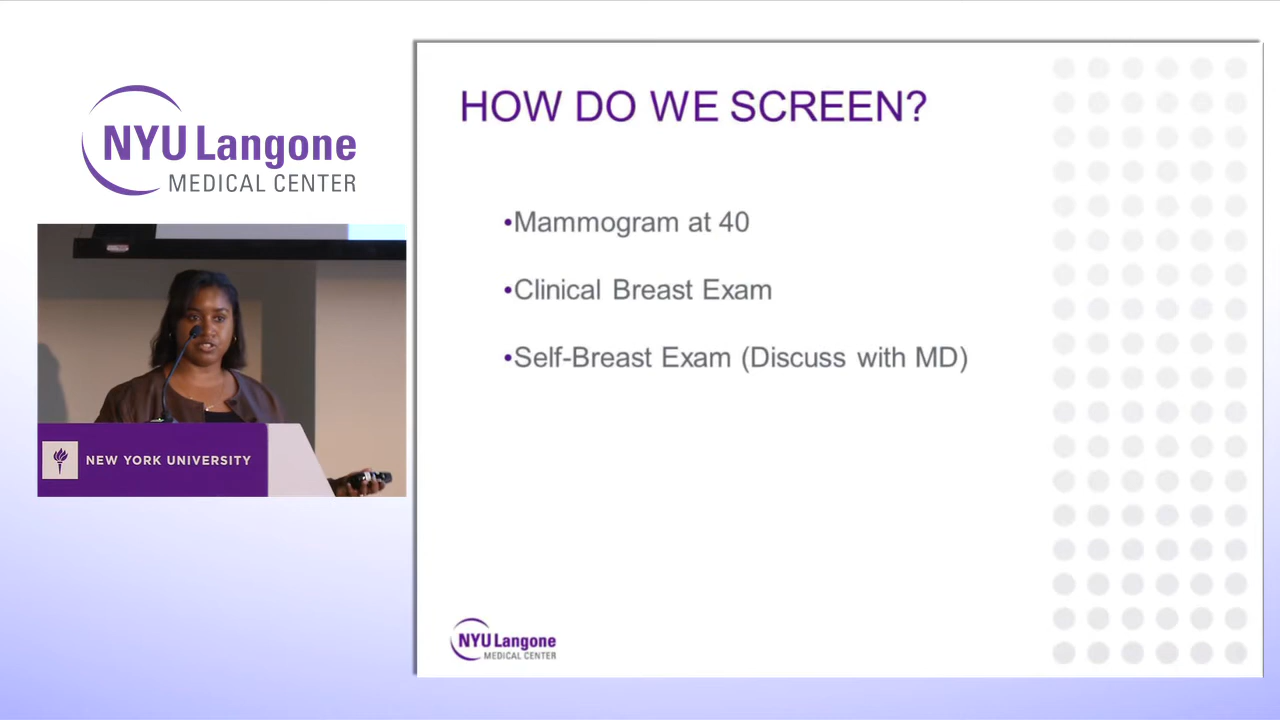 NYU Langone
MEDICAL CENTER
NEW YORK UNIVERSITY
HOW DO WE SCREEN?
•Mammogram at 40
•Clinical Breast Exam
•Self-Breast Exam (Discuss with MD)
NYU Langone
MEDICAL CENTER